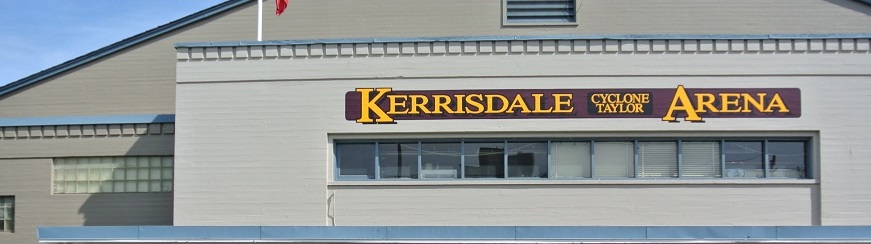 KERRISDALE CYCLONE ARENA
TAYLOR